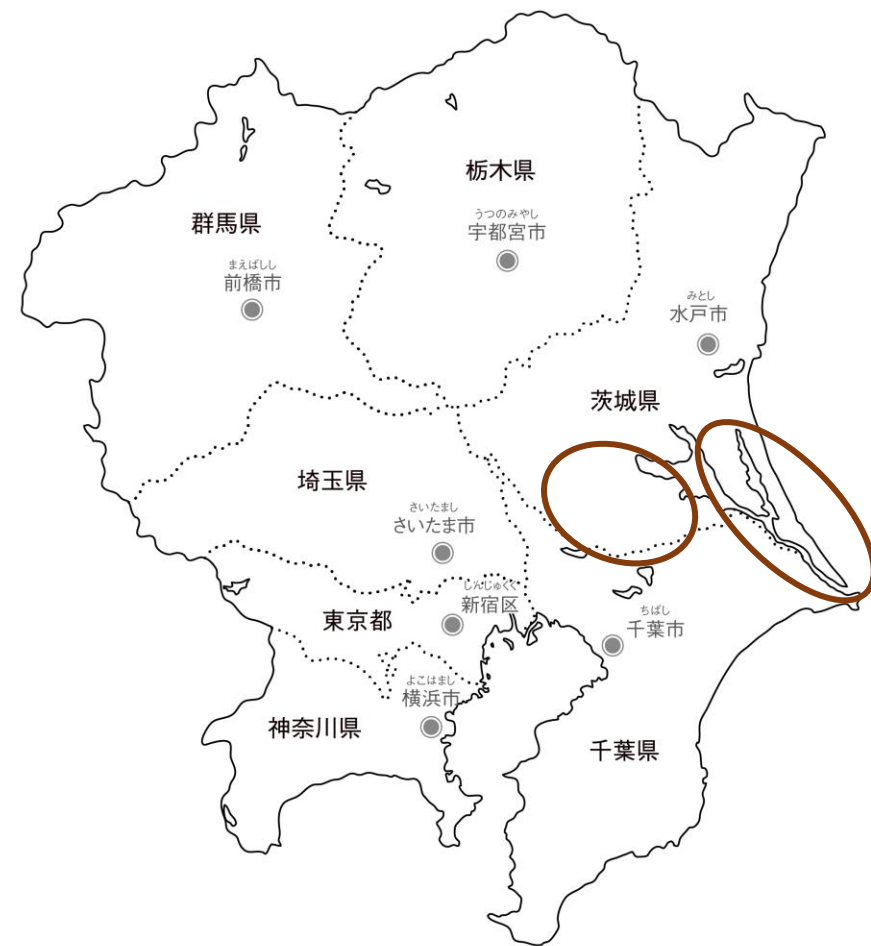 栃木県
うつのみやし
宇都宮市
群馬県
まえばしし
前橋市
みとし
水戸市
茨城県
埼玉県
さいたまし
さいたま市
しんじゅくく
新宿区
東京都
ちばし
千葉市
よこはまし
横浜市
神奈川県
千葉県